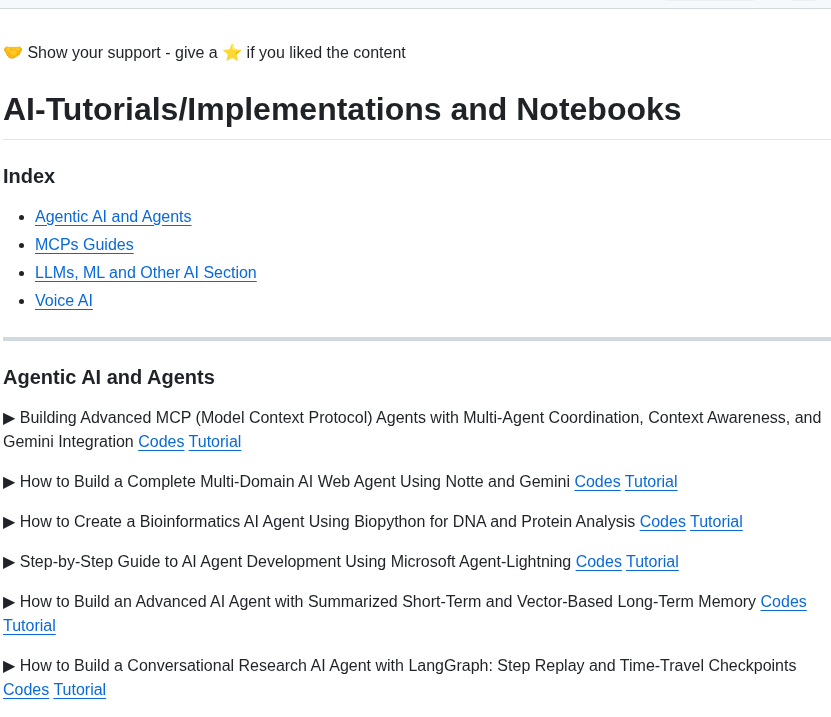 🤝 Show your support - give a ⭐ if you liked the content
AI-Tutorials/Implementations and Notebooks
Index
• Agentic AI and Agents
• MCPs Guides
• LLMs, ML and Other AI Section
• Voice AI
Agentic AI and Agents
▶ Building Advanced MCP (Model Context Protocol) Agents with Multi-Agent Coordination, Context Awareness, and
Gemini Integration Codes Tutorial
▶ How to Build a Complete Multi-Domain AI Web Agent Using Notte and Gemini Codes Tutorial
▶ How to Create a Bioinformatics AI Agent Using Biopython for DNA and Protein Analysis Codes Tutorial
▶ Step-by-Step Guide to AI Agent Development Using Microsoft Agent-Lightning Codes Tutorial
▶ How to Build an Advanced AI Agent with Summarized Short-Term and Vector-Based Long-Term Memory Codes
Tutorial
▶ How to Build a Conversational Research AI Agent with LangGraph: Step Replay and Time-Travel Checkpoints
Codes Tutorial